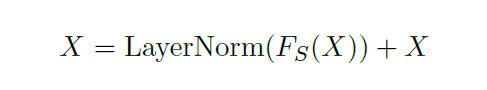 X = LayerNorm(F_S(X)) + X